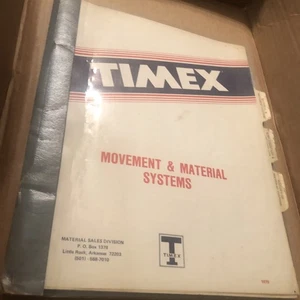 TIMEX
MOVEMENT & MATERIAL
SYSTEMS
MATERIAL SALES DIVISION
P. O. Box
Little Rock, Arkansas
T
TIMEX